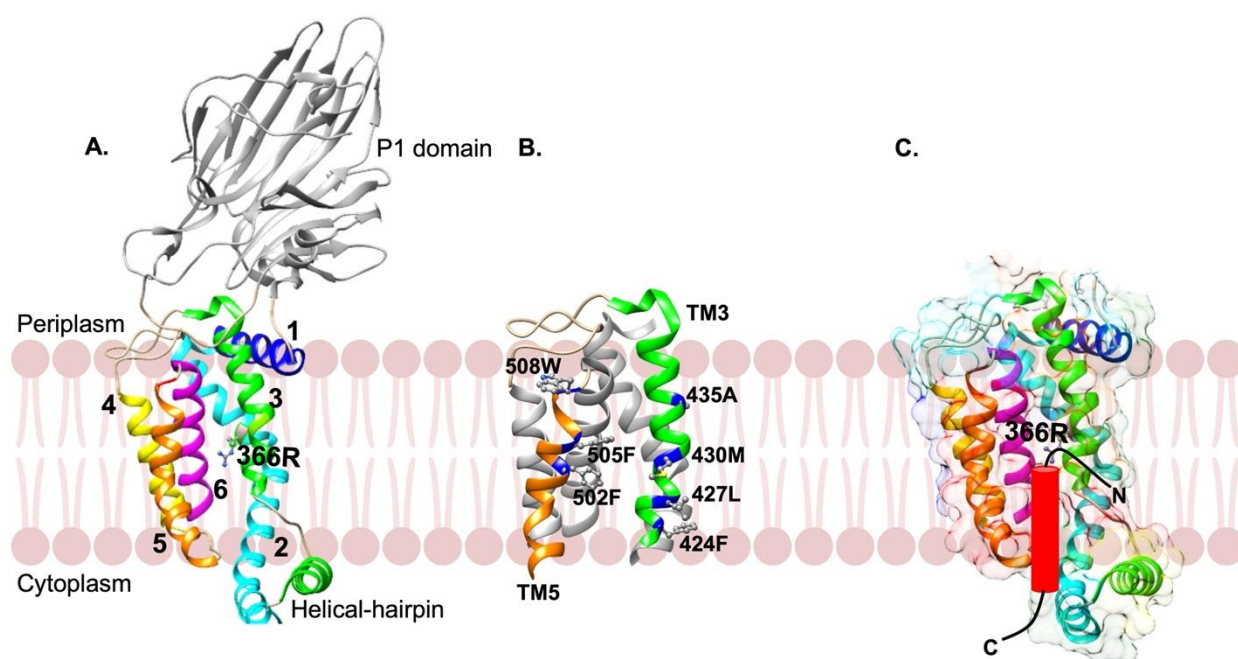 A.
P1 domain
B.
C.
Periplasm
1
4
3
366R
6
5
2
Cytoplasm
Helical-hairpin
TM3
508W
435A
505F
430M
502F
427L
424F
TM5
366R
N
C